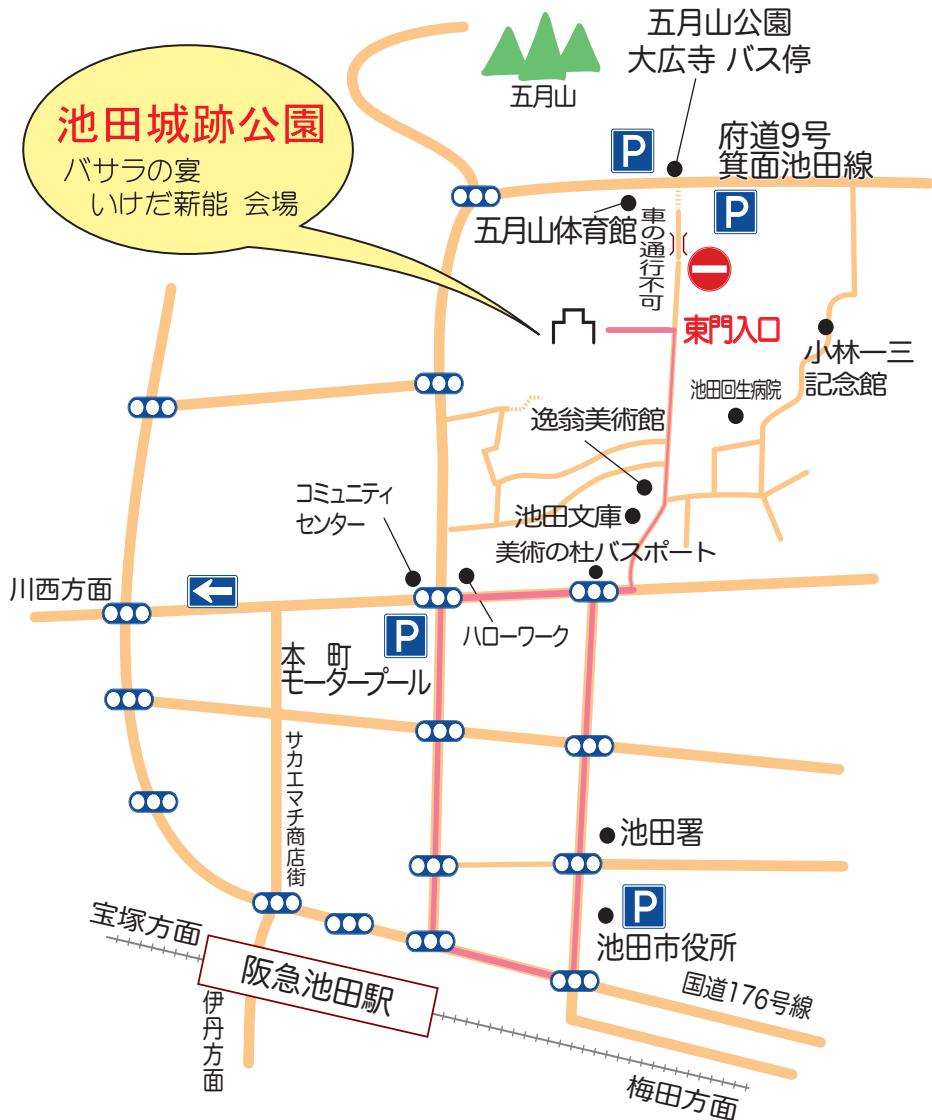 五月山公園
大広寺 バス停
五月山
池田城跡公園
バサラの宴
いけだ薪能 会場
P
府道9号
箕面池田線
P
五月山体育館
車の通行不可
東門入口
小林一三
記念館
池田回生病院
逸翁美術館
コミュニティ
センター
池田文庫
美術の杜バスポート
川西方面
P
ハローワーク
本町
モータープール
サカエマチ商店街
池田署
P
池田市役所
宝塚方面
阪急池田駅
国道176号線
伊丹方面
梅田方面